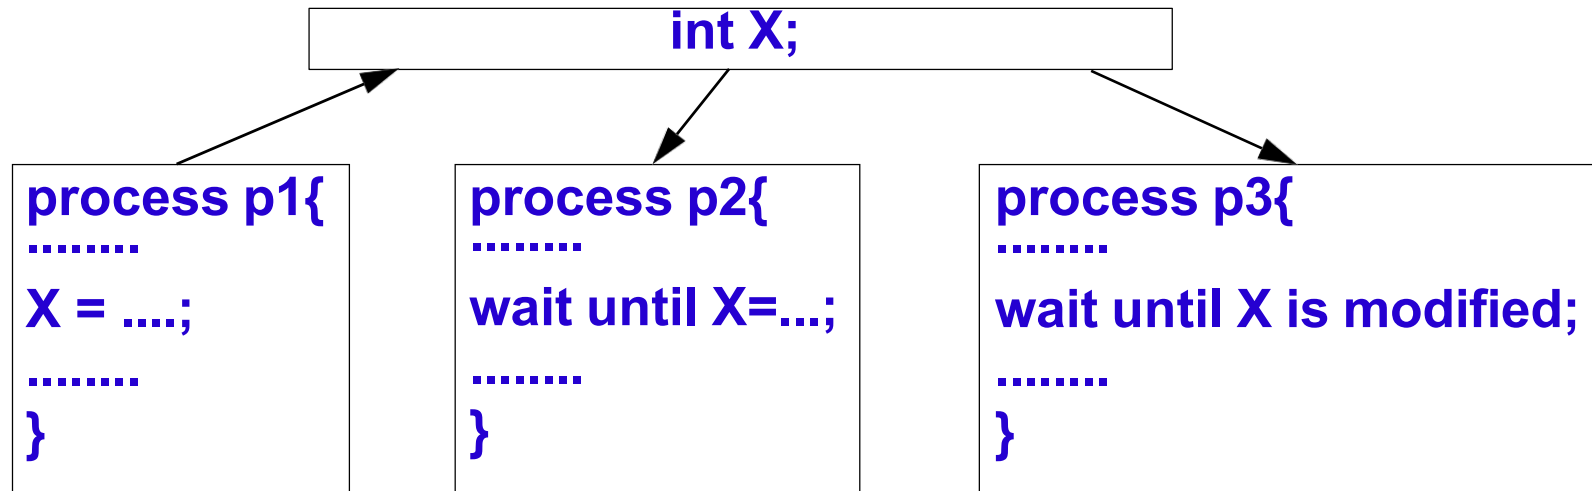 int X;
process p1{
........
X = ....;
........
}
process p2{
........
wait until X=...;
........
}
process p3{
........
wait until X is modified;
........
}